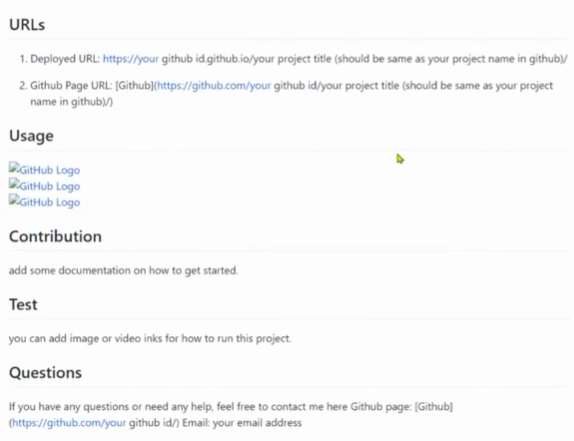 URLs
1. Deployed URL: https://your github id.github.io/your project title (should be same as your project name in github)/
2. Github Page URL: [Github](https://github.com/your github id/your project title (should be same as your project
name in github)/)
Usage
GitHub Logo
GitHub Logo
GitHub Logo
Contribution
add some documentation on how to get started.
Test
you can add image or video inks for how to run this project.
Questions
If you have any questions or need any help, feel free to contact me here Github page: [Github]
(https://github.com/your github id/) Email: your email address